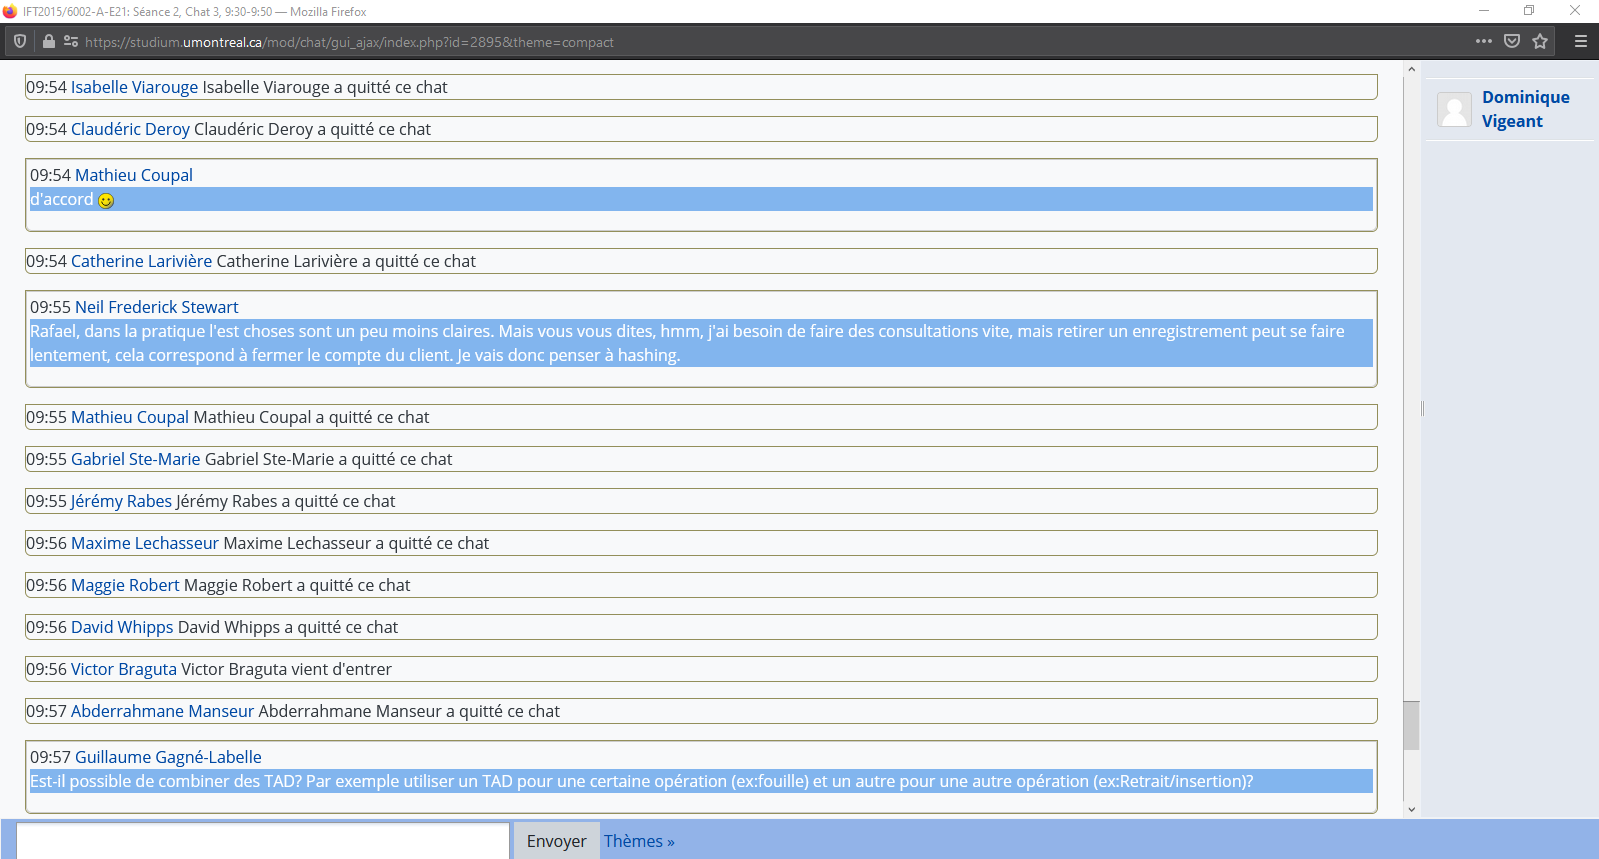 IFT2015/6002-A-E21: Séance 2, Chat 3, 9:30-9:50 — Mozilla Firefox
https://studium.umontreal.ca/mod/chat/gui_ajax/index.php?id=2895&theme=compact
09:54 Isabelle Viarouge Isabelle Viarouge a quitté ce chat
09:54 Claudéric Deroy Claudéric Deroy a quitté ce chat
09:54 Mathieu Coupal
d'accord
09:54 Catherine Larivière Catherine Larivière a quitté ce chat
09:55 Neil Frederick Stewart
Rafael, dans la pratique l'est choses sont un peu moins claires. Mais vous vous dites, hmm, j'ai besoin de faire des consultations vite, mais retirer un enregistrement peut se faire
lentement, cela correspond à fermer le compte du client. Je vais donc penser à hashing.
09:55 Mathieu Coupal Mathieu Coupal a quitté ce chat
09:55 Gabriel Ste-Marie Gabriel Ste-Marie a quitté ce chat
09:55 Jérémy Rabes Jérémy Rabes a quitté ce chat
09:56 Maxime Lechasseur Maxime Lechasseur a quitté ce chat
09:56 Maggie Robert Maggie Robert a quitté ce chat
09:56 David Whipps David Whipps a quitté ce chat
09:56 Victor Braguta Victor Braguta vient d'entrer
09:57 Abderrahmane Manseur Abderrahmane Manseur a quitté ce chat
09:57 Guillaume Gagné-Labelle
Est-il possible de combiner des TAD? Par exemple utiliser un TAD pour une certaine opération (ex:fouille) et un autre pour une autre opération (ex:Retrait/insertion)?
Dominique
Vigeant
Envoyer
Thèmes »